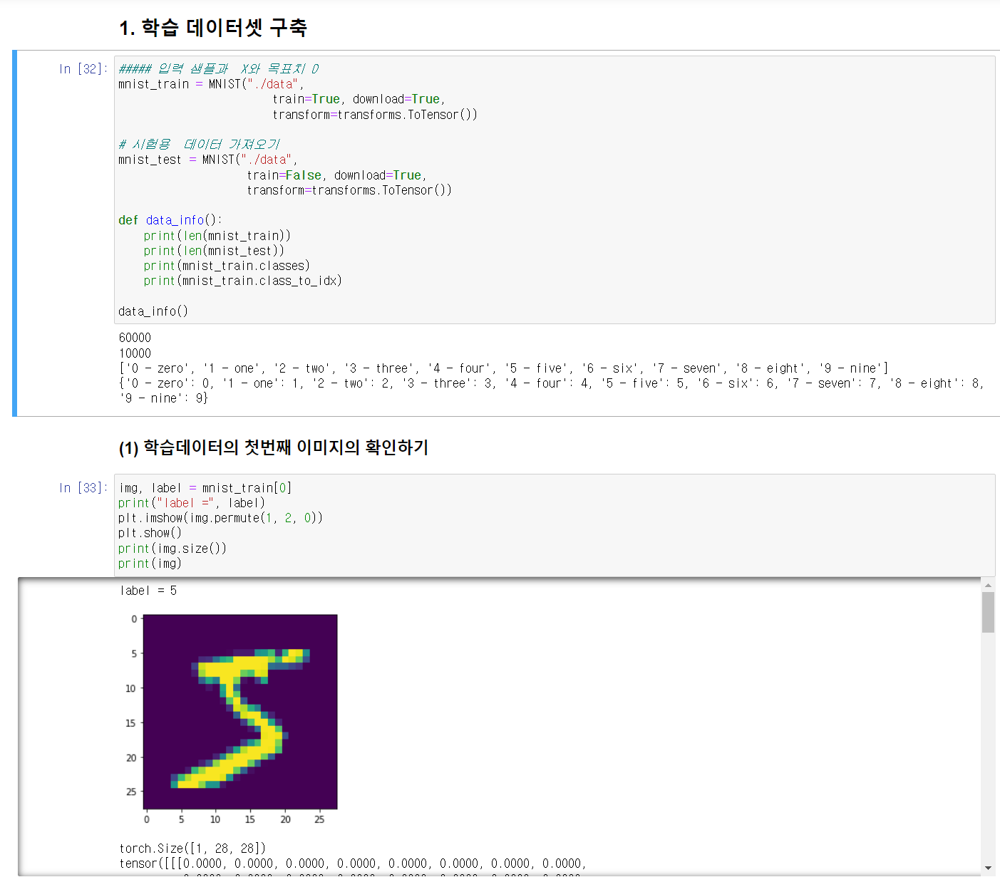 1. 학습 데이터셋 구축
In [32]:
##### 입력 샘플과  X와 목표치 D
mnist_train = MNIST("./data",
                        train=True, download=True,
                        transform=transforms.ToTensor())
# 시험용  데이터 가져오기
mnist_test = MNIST("./data",
                    train=False, download=True,
                    transform=transforms.ToTensor())
def data_info():
    print(len(mnist_train))
    print(len(mnist_test))
    print(mnist_train.classes)
    print(mnist_train.class_to_idx)
data_info()
60000
10000
['0 - zero', '1 - one', '2 - two', '3 - three', '4 - four', '5 - five', '6 - six', '7 - seven', '8 - eight', '9 - nine']
{'0 - zero': 0, '1 - one': 1, '2 - two': 2, '3 - three': 3, '4 - four': 4, '5 - five': 5, '6 - six': 6, '7 - seven': 7, '8 - eight': 8,
'9 - nine': 9}
(1) 학습데이터의 첫번째 이미지의 확인하기
In [33]:
img, label = mnist_train[0]
print("label =", label)
plt.imshow(img.permute(1, 2, 0))
plt.show()
print(img.size())
print(img)
label = 5
0
5
10
15
20
25
0 5 10 15 20 25
torch.Size([1, 28, 28])
tensor([[[0.0000, 0.0000, 0.0000, 0.0000, 0.0000, 0.0000, 0.0000, 0.0000,